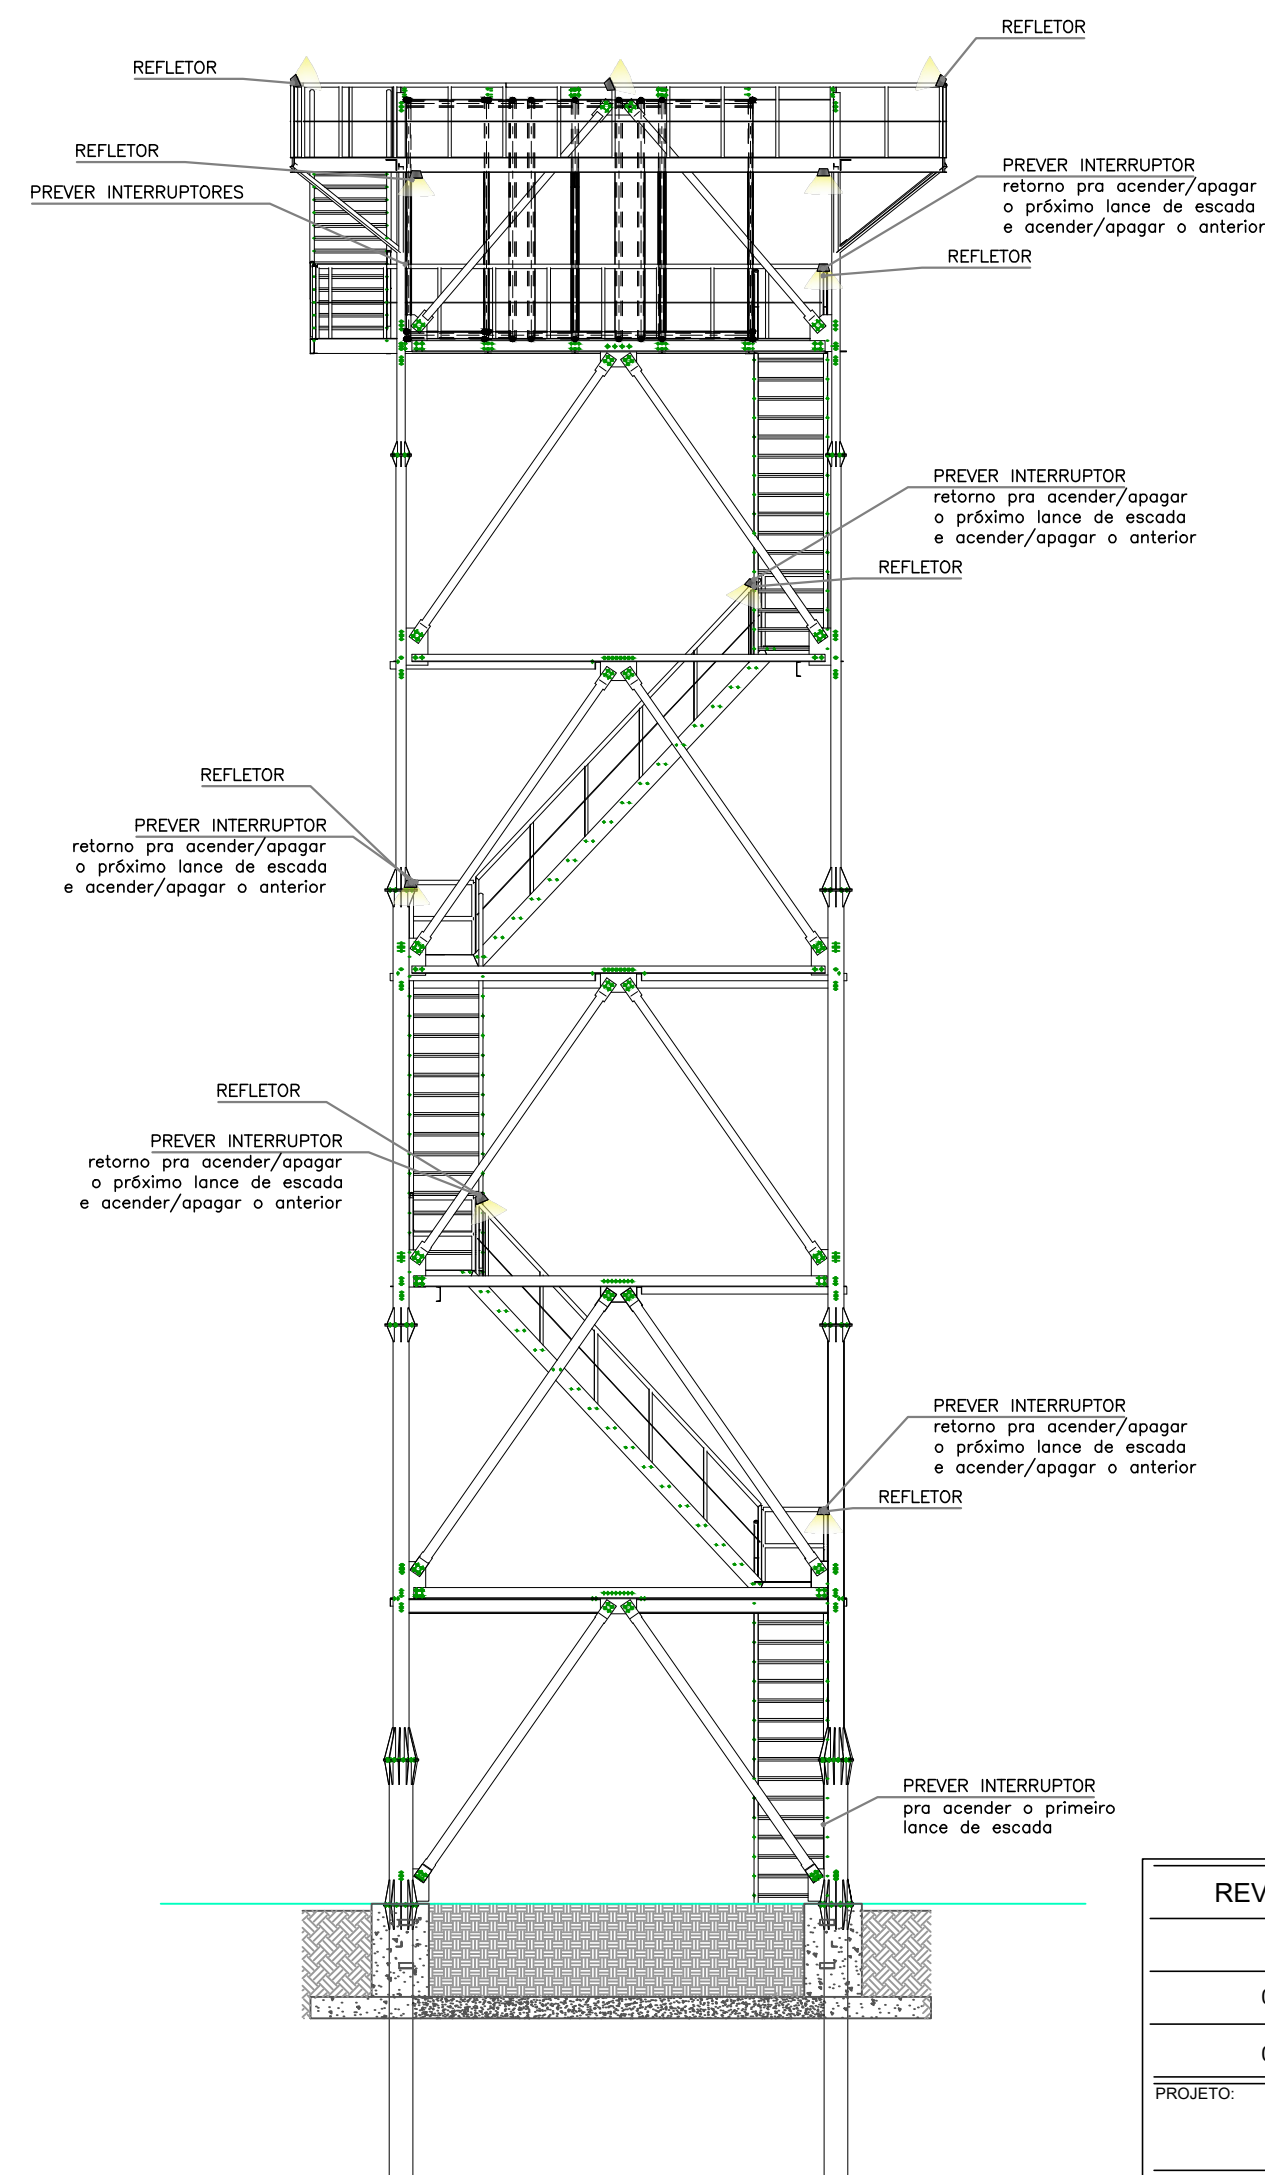 REFLETOR
REFLETOR
REFLETOR
PREVER INTERRUPTORES
PREVER INTERRUPTOR
retorno pra acender/apagar
o próximo lance de escada
e acender/apagar o anterior
REFLETOR
PREVER INTERRUPTOR
retorno pra acender/apagar
o próximo lance de escada
e acender/apagar o anterior
REFLETOR
REFLETOR
PREVER INTERRUPTOR
retorno pra acender/apagar
o próximo lance de escada
e acender/apagar o anterior
REFLETOR
PREVER INTERRUPTOR
retorno pra acender/apagar
o próximo lance de escada
e acender/apagar o anterior
PREVER INTERRUPTOR
retorno pra acender/apagar
o próximo lance de escada
e acender/apagar o anterior
REFLETOR
PREVER INTERRUPTOR
pra acender o primeiro
lance de escada
REV
PROJETO: